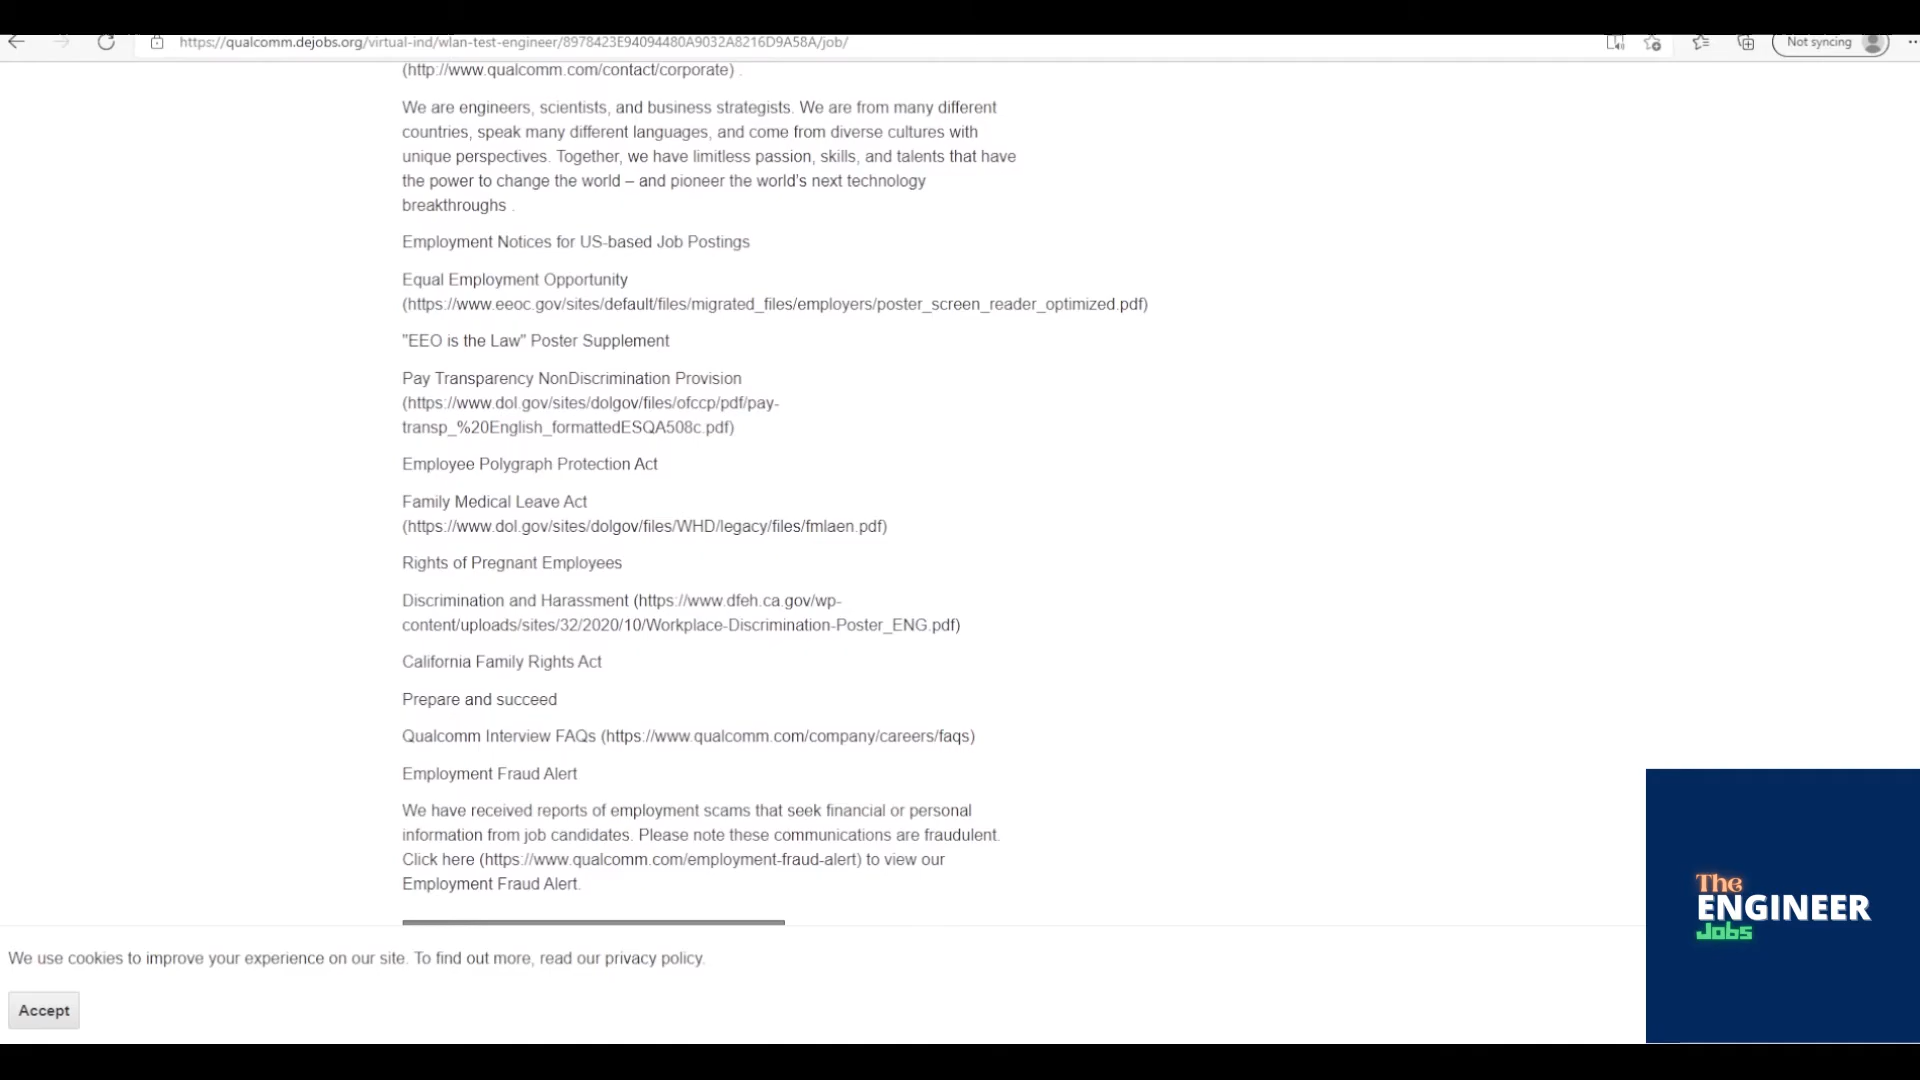 https://qualcomm.dejobs.org/virtual-ind/wlan-test-engineer/8978423E94094480A9032A8216D9A58A/job/
Not syncing
(http://www.qualcomm.com/contact/corporate) .
We are engineers, scientists, and business strategists. We are from many different
countries, speak many different languages, and come from diverse cultures with
unique perspectives. Together, we have limitless passion, skills, and talents that have
the power to change the world – and pioneer the world's next technology
breakthroughs .
Employment Notices for US-based Job Postings
Equal Employment Opportunity
(https://www.eeoc.gov/sites/default/files/migrated_files/employers/poster_screen_reader_optimized.pdf)
"EEO is the Law" Poster Supplement
Pay Transparency NonDiscrimination Provision
(https://www.dol.gov/sites/dolgov/files/ofccp/pdf/pay-
transp_%20English_formattedESQA508c.pdf)
Employee Polygraph Protection Act
Family Medical Leave Act
(https://www.dol.gov/sites/dolgov/files/WHD/legacy/files/fmlaen.pdf)
Rights of Pregnant Employees
Discrimination and Harassment (https://www.dfeh.ca.gov/wp-
content/uploads/sites/32/2020/10/Workplace-Discrimination-Poster_ENG.pdf)
California Family Rights Act
Prepare and succeed
Qualcomm Interview FAQs (https://www.qualcomm.com/company/careers/faqs)
Employment Fraud Alert
We have received reports of employment scams that seek financial or personal
information from job candidates. Please note these communications are fraudulent.
Click here (https://www.qualcomm.com/employment-fraud-alert) to view our
Employment Fraud Alert.
We use cookies to improve your experience on our site. To find out more, read our privacy policy.
Accept
The
ENGINEER
Jobs